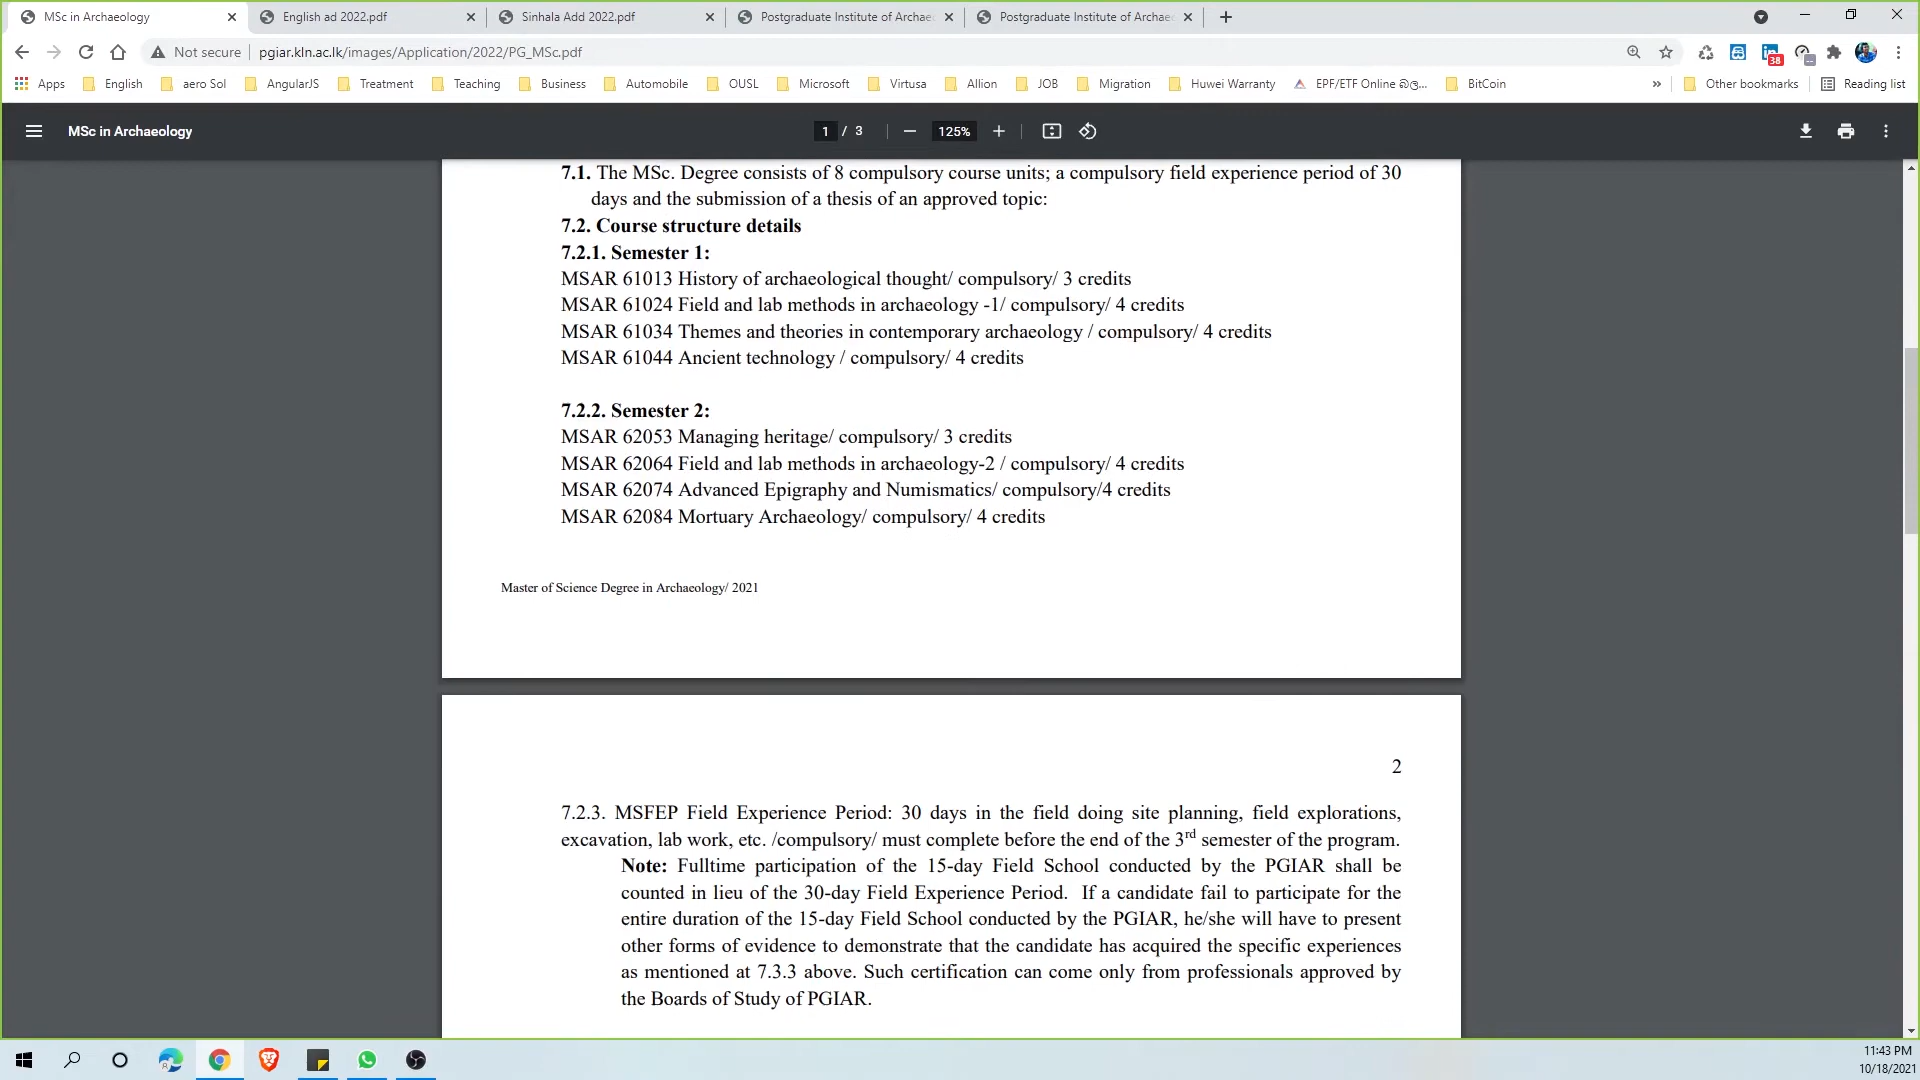 MSc in Archaeology
English ad 2022.pdf
Sinhala Add 2022.pdf
Postgraduate Institute of Archae
Postgraduate Institute of Archae
Not secure
pgiar.kln.ac.lk/images/Application/2022/PG_MSc.pdf
38
Apps
English
aero Sol
AngularJS
Treatment
Teaching
Business
Automobile
OUSL
Microsoft
Virtusa
Allion
JOB
Migration
Huwei Warranty
EPF/ETF Online
BitCoin
»
Other bookmarks
Reading list
MSc in Archaeology
1 / 3
125%
7.1. The MSc. Degree consists of 8 compulsory course units; a compulsory field experience period of 30
days and the submission of a thesis of an approved topic:
7.2. Course structure details
7.2.1. Semester 1:
MSAR 61013 History of archaeological thought/ compulsory/ 3 credits
MSAR 61024 Field and lab methods in archaeology -1/ compulsory/ 4 credits
MSAR 61034 Themes and theories in contemporary archaeology / compulsory/ 4 credits
MSAR 61044 Ancient technology / compulsory/ 4 credits
7.2.2. Semester 2:
MSAR 62053 Managing heritage/ compulsory/ 3 credits
MSAR 62064 Field and lab methods in archaeology-2 / compulsory/ 4 credits
MSAR 62074 Advanced Epigraphy and Numismatics/ compulsory/4 credits
MSAR 62084 Mortuary Archaeology/ compulsory/ 4 credits
Master of Science Degree in Archaeology/ 2021
2
7.2.3. MSFEP Field Experience Period: 30 days in the field doing site planning, field explorations,
excavation, lab work, etc. /compulsory/ must complete before the end of the 3rd semester of the program.
Note: Fulltime participation of the 15-day Field School conducted by the PGIAR shall be
counted in lieu of the 30-day Field Experience Period. If a candidate fail to participate for the
entire duration of the 15-day Field School conducted by the PGIAR, he/she will have to present
other forms of evidence to demonstrate that the candidate has acquired the specific experiences
as mentioned at 7.3.3 above. Such certification can come only from professionals approved by
the Boards of Study of PGIAR.
11:43 PM
10/18/2021